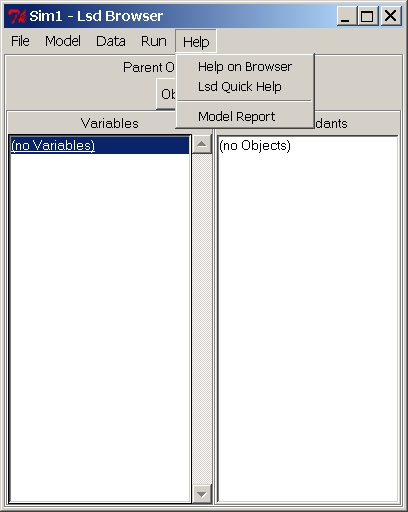 Sim1 - Lsd Browser
File Model Data Run Help
Parent O
Help on Browser
Lsd Quick Help
Model Report
Ob
Variables
dants
(no Variables)
(no Objects)